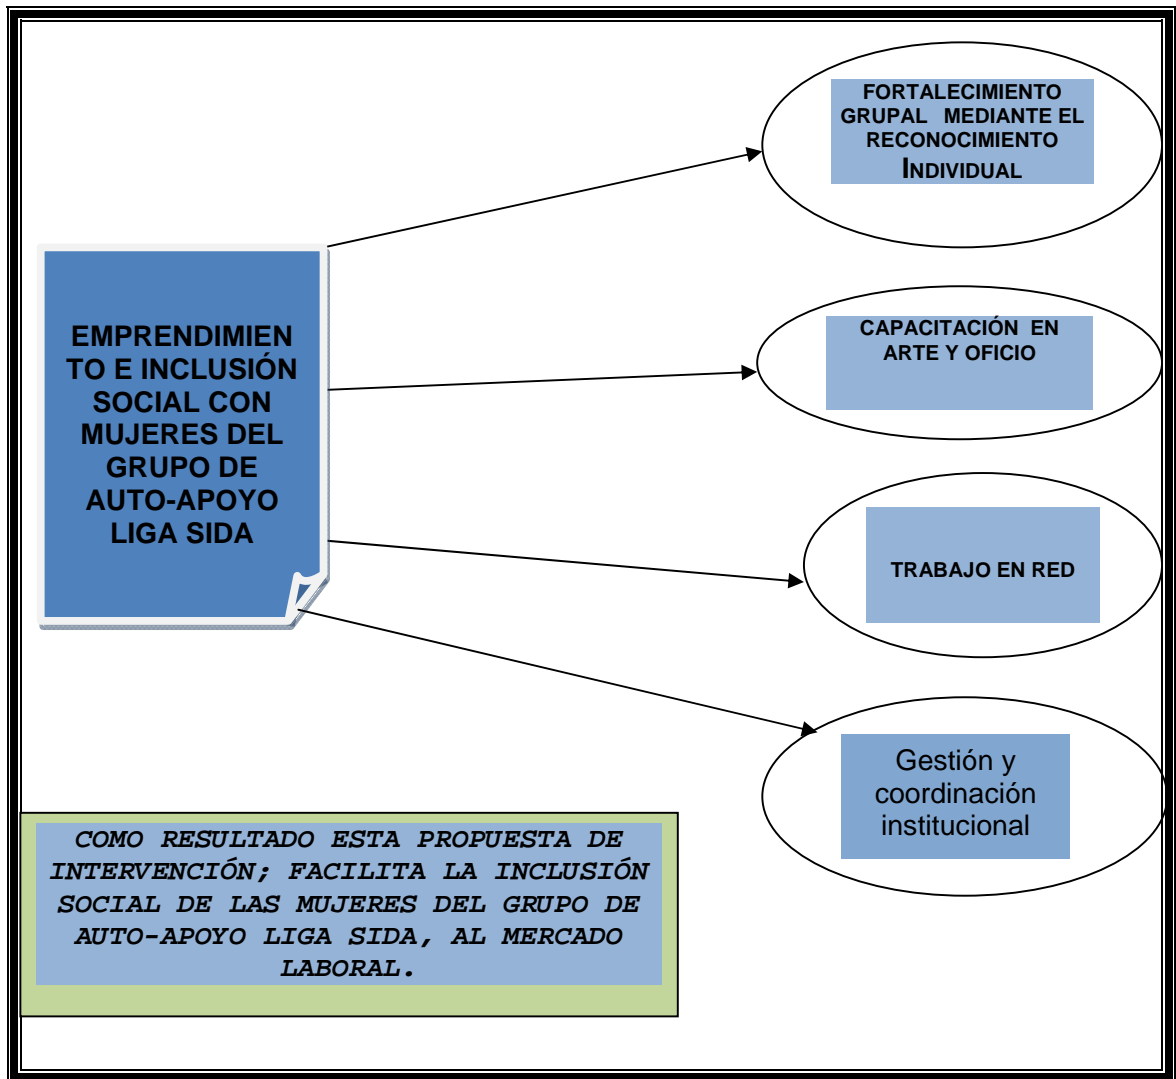 EMPRENDIMIEN
TO E INCLUSIÓN
SOCIAL CON
MUJERES DEL
GRUPO DE
AUTO-APOYO
LIGA SIDA
FORTALECIMIENTO
GRUPAL MEDIANTE EL
RECONOCIMIENTO
INDIVIDUAL
CAPACITACIÓN EN
ARTE Y OFICIO
TRABAJO EN RED
Gestión y
coordinación
institucional
COMO RESULTADO ESTA PROPUESTA DE
INTERVENCIÓN; FACILITA LA INCLUSIÓN
SOCIAL DE LAS MUJERES DEL GRUPO DE
AUTO-APOYO LIGA SIDA, AL MERCADO
LABORAL.